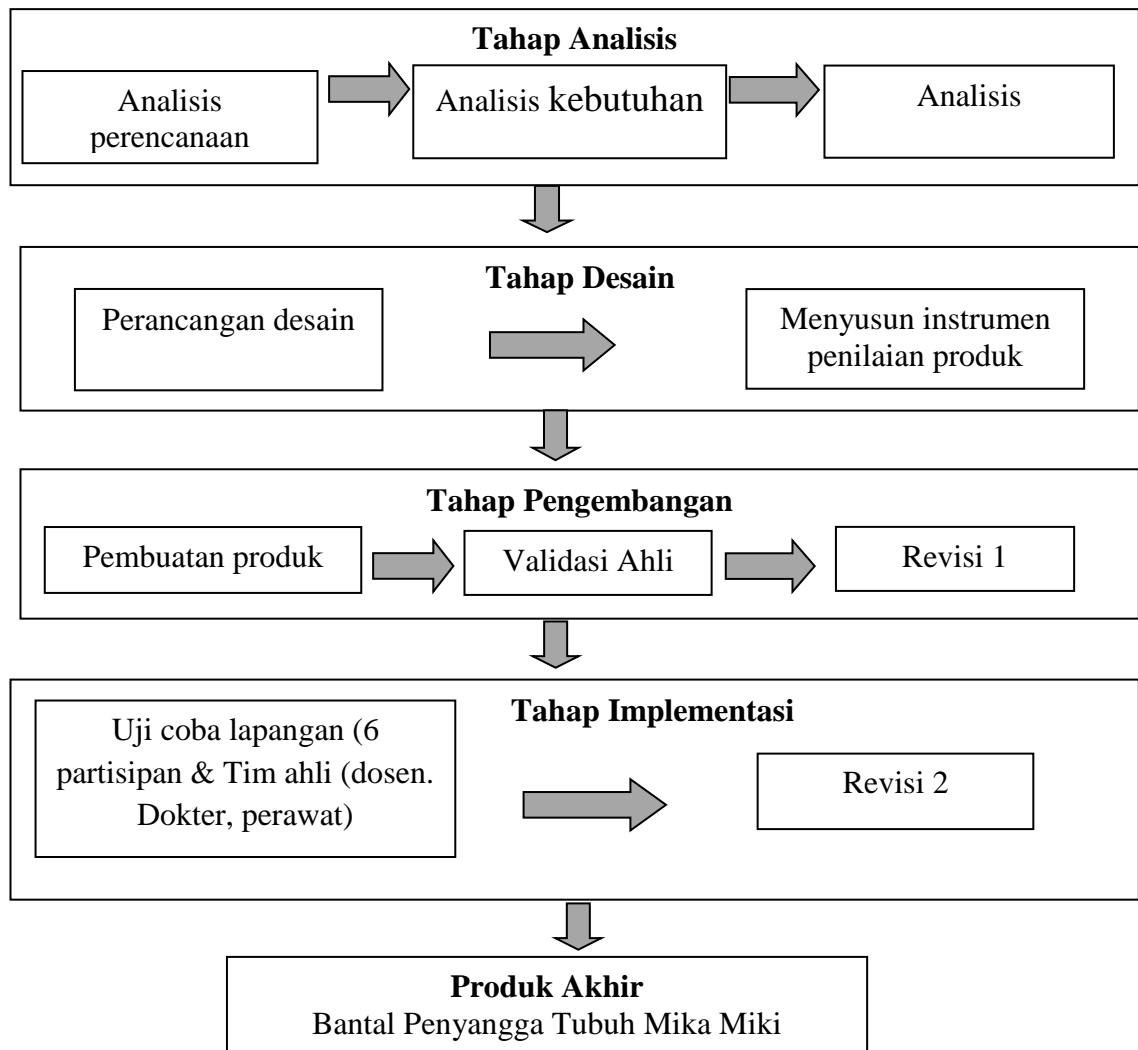 Tahap Analisis
Analisis
perencanaan
Analisis kebutuhan
Analisis
Tahap Desain
Perancangan desain
Menyusun instrumen
penilaian produk
Tahap Pengembangan
Pembuatan produk
Validasi Ahli
Revisi 1
Tahap Implementasi
Uji coba lapangan (6
partisipan & Tim ahli (dosen.
Dokter, perawat)
Revisi 2
Produk Akhir
Bantal Penyangga Tubuh Mika Miki